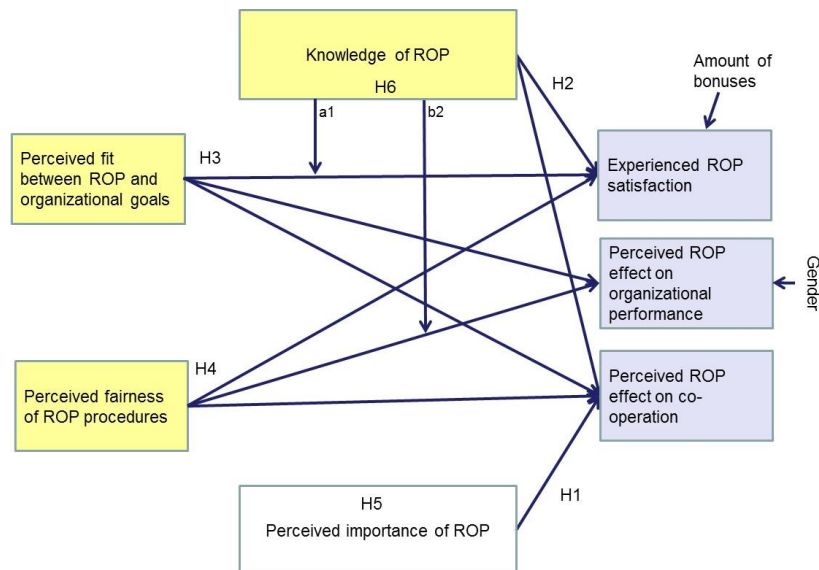 Knowledge of ROP
H6
a1
b2
H2
Amount of
bonuses
H3
Perceived fit
between ROP and
organizational goals
Experienced ROP
satisfaction
Perceived ROP
effect on
organizational
performance
Gender
H4
Perceived fairness
of ROP procedures
Perceived ROP
effect on co-
operation
H1
H5
Perceived importance of ROP